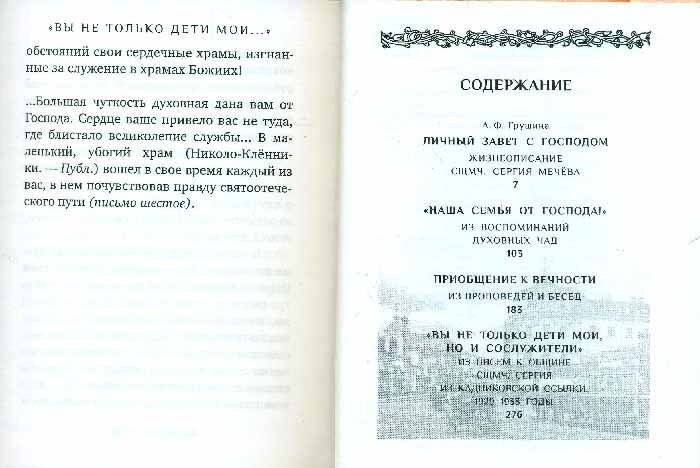 «ВЫ НЕ ТОЛЬКО ДЕТИ МОИ...»
обстояний свои сердечные храмы, изгнан-
ные за служение в храмах Божиих!
...Большая чуткость духовная дана вам от
Господа. Сердце ваше привело вас не туда,
где блистало великолепие службы... В ма-
ленький, убогий храм (Николо-Клённи-
ки. — Публ.) вошел в свое время каждый из
вас, в нем почувствовав правду святоотече-
ского пути (письмо шестое).
СОДЕРЖАНИЕ
А. Ф. Грушина
ЛИЧНЫЙ ЗАВЕТ С ГОСПОДОМ
ЖИЗНЕОПИСАНИЕ
СЩМЧ. СЕРГИЯ МЕЧЁВА
7
«НАША СЕМЬЯ ОТ ГОСПОДА!»
ИЗ ВОСПОМИНАНИЙ
ДУХОВНЫХ ЧАД
103
ПРИОБЩЕНИЕ К ВЕЧНОСТИ
ИЗ ПРОПОВЕДЕЙ И БЕСЕД
183
«ВЫ НЕ ТОЛЬКО ДЕТИ МОИ,
НО И СОСЛУЖИТЕЛИ»
ИЗ ПИСЕМ К ОБЩИНЕ
СЩМЧ. СЕРГИЯ
ИЗ КАДНИКОВСКОЙ ССЫЛКИ.
ГОДЫ
276